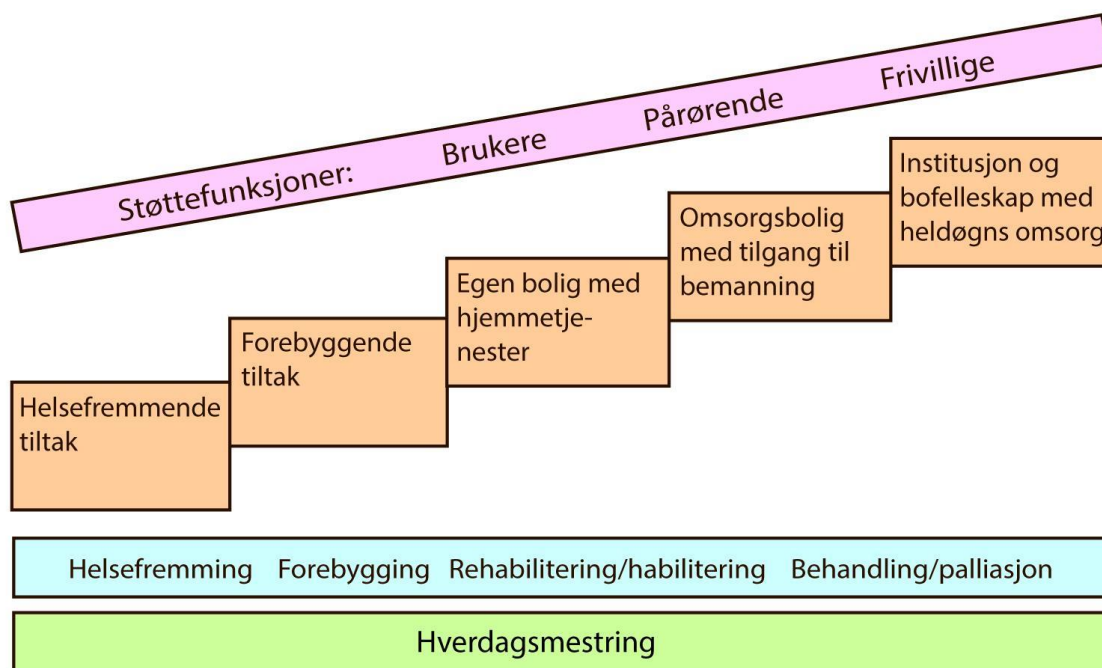 Støttefunksjoner: Brukere Pårørende Frivillige
Helsefremmende
tiltak
Forebyggende
tiltak
Egen bolig med
hjemmetje-
nester
Omsorgsbolig
med tilgang til
bemanning
Institusjon og
bofelleskap med
heldøgns omsorg
Helsefremming Forebygging Rehabilitering/habilitering Behandling/palliasjon
Hverdagsmestring